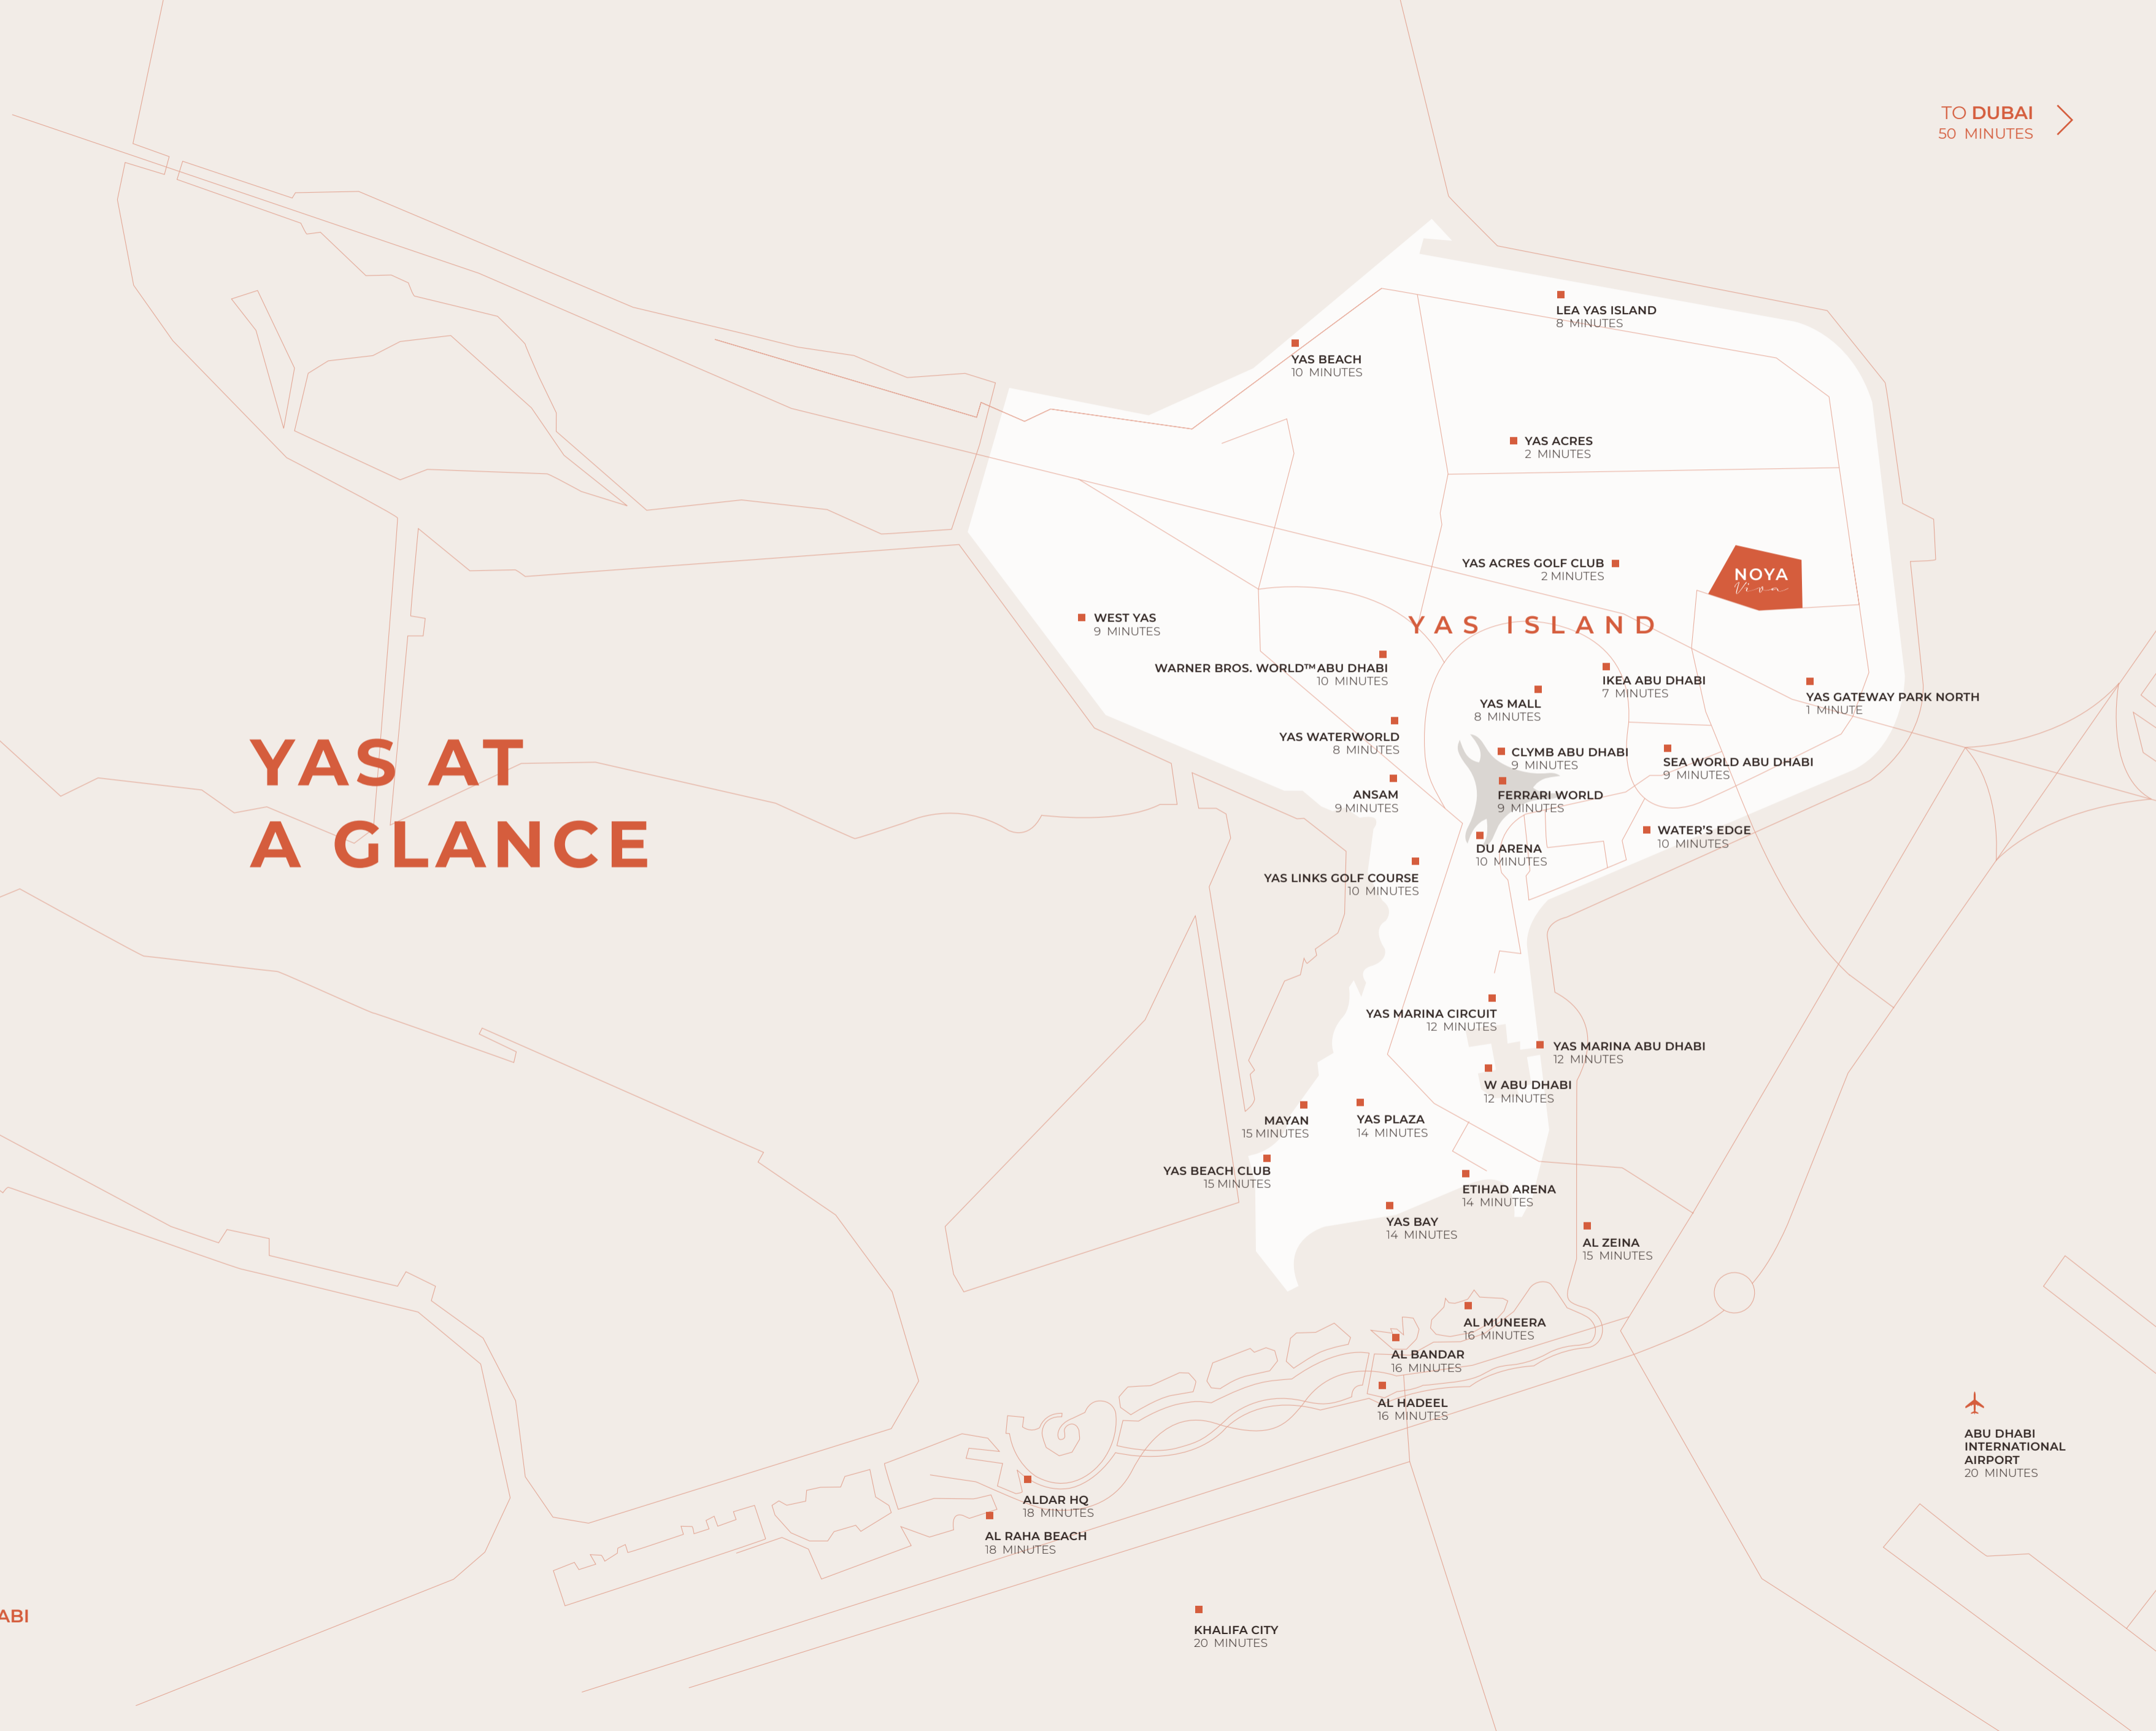 TO DUBAI
50 MINUTES
LEA YAS ISLAND
8 MINUTES
YAS BEACH
10 MINUTES
YAS ACRES
2 MINUTES
YAS ACRES GOLF CLUB
2 MINUTES
NOYA
Viva
YAS ISLAND
WEST YAS
9 MINUTES
WARNER BROS. WORLD™ ABU DHABI
10 MINUTES
IKEA ABU DHABI
7 MINUTES
YAS GATEWAY PARK NORTH
1 MINUTE
YAS MALL
8 MINUTES
YAS WATERWORLD
8 MINUTES
CLYMB ABU DHABI
9 MINUTES
SEA WORLD ABU DHABI
9 MINUTES
YAS AT
A GLANCE
ANSAM
9 MINUTES
FERRARI WORLD
9 MINUTES
WATER'S EDGE
10 MINUTES
DU ARENA
10 MINUTES
YAS LINKS GOLF COURSE
10 MINUTES
YAS MARINA CIRCUIT
12 MINUTES
YAS MARINA ABU DHABI
12 MINUTES
W ABU DHABI
12 MINUTES
MAYAN
15 MINUTES
YAS PLAZA
14 MINUTES
YAS BEACH CLUB
15 MINUTES
ETIHAD ARENA
14 MINUTES
YAS BAY
14 MINUTES
AL ZEINA
15 MINUTES
AL MUNEERA
16 MINUTES
AL BANDAR
16 MINUTES
AL HADEEL
16 MINUTES
ABU DHABI
INTERNATIONAL
AIRPORT
20 MINUTES
ALDAR HQ
18 MINUTES
AL RAHA BEACH
18 MINUTES
ABI
KHALIFA CITY
20 MINUTES